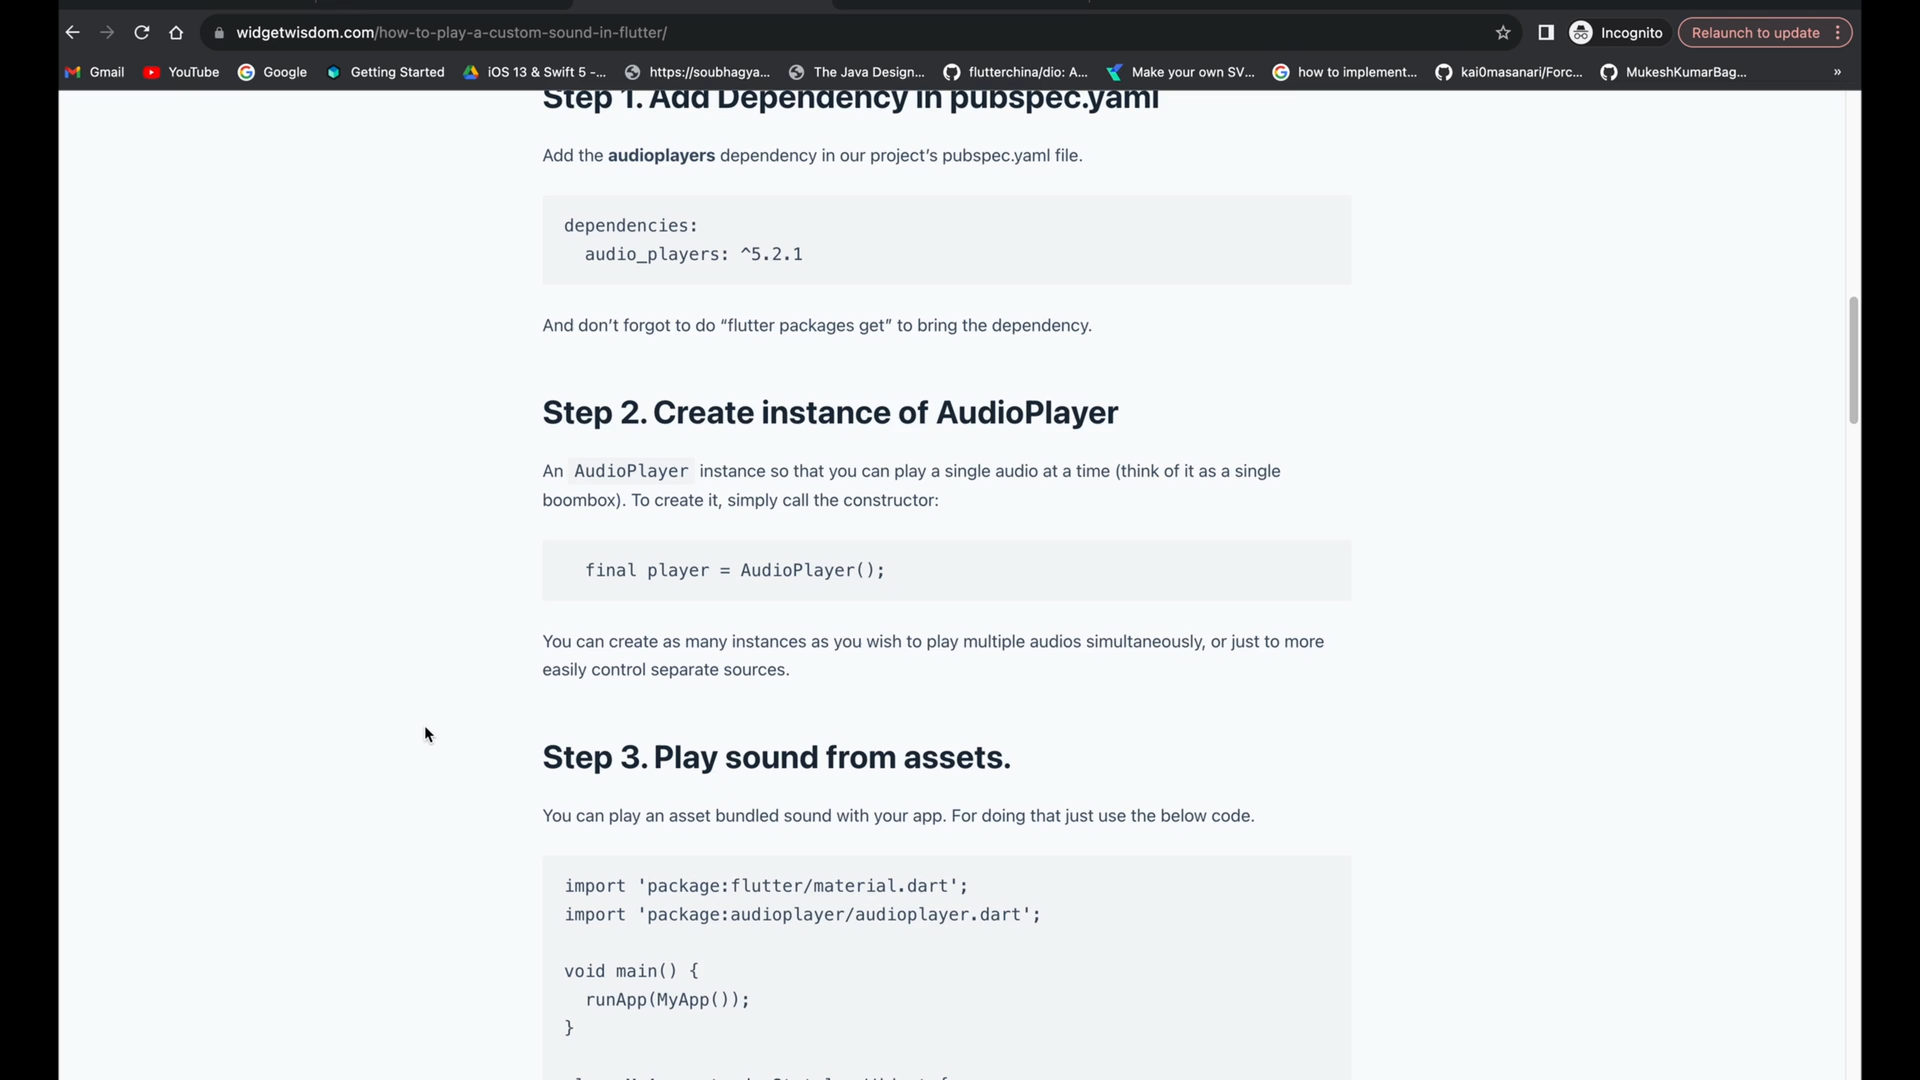 widgetwisdom.com/how-to-play-a-custom-sound-in-flutter/
Incognito
Relaunch to update
Gmail
YouTube
Google
Getting Started
iOS 13 & Swift 5 -...
https://soubhagya...
The Java Design...
flutterchina/dio: A...
Make your own SV...
how to implement...
kai0masanari/Forc...
MukeshKumarBag...
»
Step 1. Add Dependency in pubspec.yaml
Add the audioplayers dependency in our project’s pubspec.yaml file.
dependencies:
  audio_players: ^5.2.1
And don’t forgot to do “flutter packages get” to bring the dependency.
Step 2. Create instance of AudioPlayer
An AudioPlayer instance so that you can play a single audio at a time (think of it as a single
boombox). To create it, simply call the constructor:
  final player = AudioPlayer();
You can create as many instances as you wish to play multiple audios simultaneously, or just to more
easily control separate sources.
Step 3. Play sound from assets.
You can play an asset bundled sound with your app. For doing that just use the below code.
import 'package:flutter/material.dart';
import 'package:audioplayer/audioplayer.dart';
void main() {
  runApp(MyApp());
}